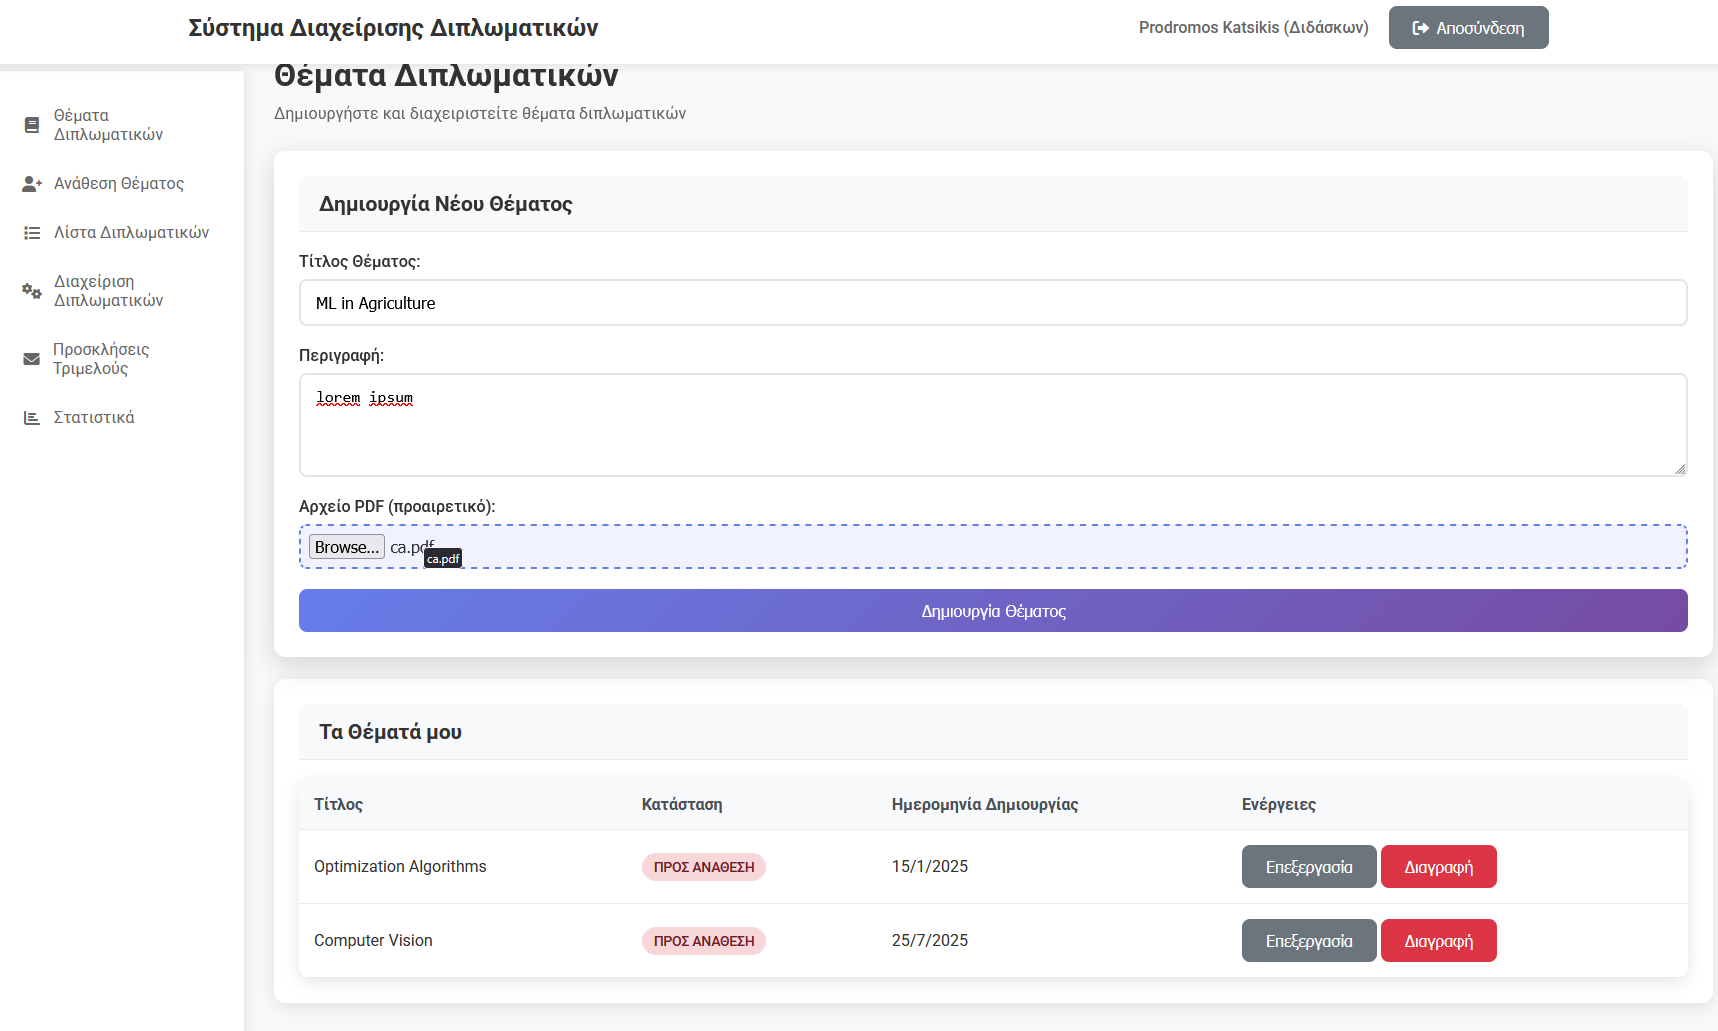 Σύστημα Διαχείρισης Διπλωματικών
Prodromos Katsikis (Διδάσκων)
Αποσύνδεση
Θέματα Διπλωματικών
Ανάθεση Θέματος
Λίστα Διπλωματικών
Διαχείριση Διπλωματικών
Προσκλήσεις Τριμελούς
Στατιστικά
Θέματα Διπλωματικών
Δημιουργήστε και διαχειριστείτε θέματα διπλωματικών
Δημιουργία Νέου Θέματος
Τίτλος Θέματος:
ML in Agriculture
Περιγραφή:
lorem ipsum
Αρχείο PDF (προαιρετικό):
Browse... ca.pdf
ca.pdf
Δημιουργία Θέματος
Τα Θέματά μου
Τίτλος Κατάσταση Ημερομηνία Δημιουργίας Ενέργειες
Optimization Algorithms ΠΡΟΣ ΑΝΑΘΕΣΗ 15/1/2025 Επεξεργασία Διαγραφή
Computer Vision ΠΡΟΣ ΑΝΑΘΕΣΗ 25/7/2025 Επεξεργασία Διαγραφή